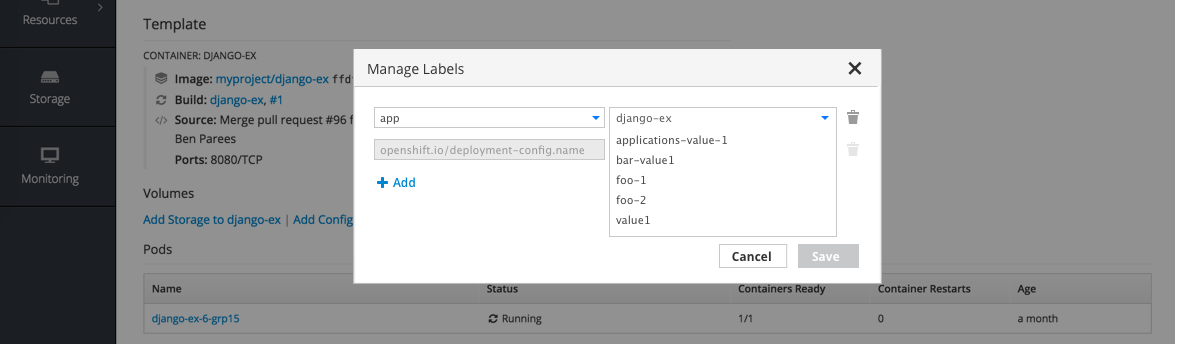 Resources
Storage
Monitoring
Template
CONTAINER: DJANGO-EX
Image: myproject/django-ex
Build: django-ex, #1
Source: Merge pull request #96
Ben Parees
Ports: 8080/TCP
Volumes
Add Storage to django-ex | Add Config
Pods
Manage Labels
app
django-ex
applications-value-1
openshift.io/deployment-config.name
bar-value1
foo-1
+ Add
foo-2
value1
Cancel
Save
Name Status Containers Ready Container Restarts Age
django-ex-6-grp15 Running 1/1 0 a month